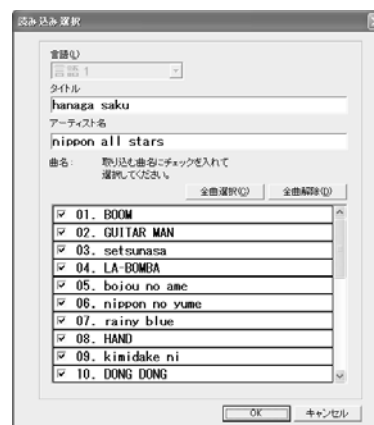 読み込み選択
言語(L)
言語 1
タイトル
hanaga saku
アーティスト名
nippon all stars
曲名： 取り込む曲名にチェックを入れて
選択してください。
全曲選択(C) 全曲解除(D)
01. BOOM
02. GUITAR MAN
03. setsunasa
04. LA-BOMBA
05. bojou no ame
06. nippon no yume
07. rainy blue
08. HAND
09. kimidake ni
10. DONG DONG
OK キャンセル